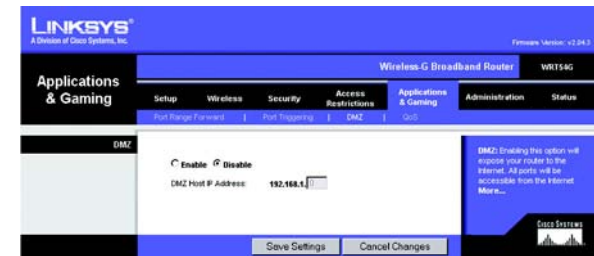 LINKSYS®
A Division of Cisco Systems, Inc.
Firmware Version: v2.04.3
Wireless-G Broadband Router WRT54G
Applications & Gaming
Setup Wireless Security Access Restrictions Applications & Gaming Administration Status
Port Range Forward | Port Triggering | DMZ | QoS
DMZ
Enable Disable
DMZ Host IP Address: 192.168.1. 0
DMZ: Enabling this option will
expose your router to the
Internet. All ports will be
accessible from the Internet
More...
Save Settings Cancel Changes
CISCO SYSTEMS